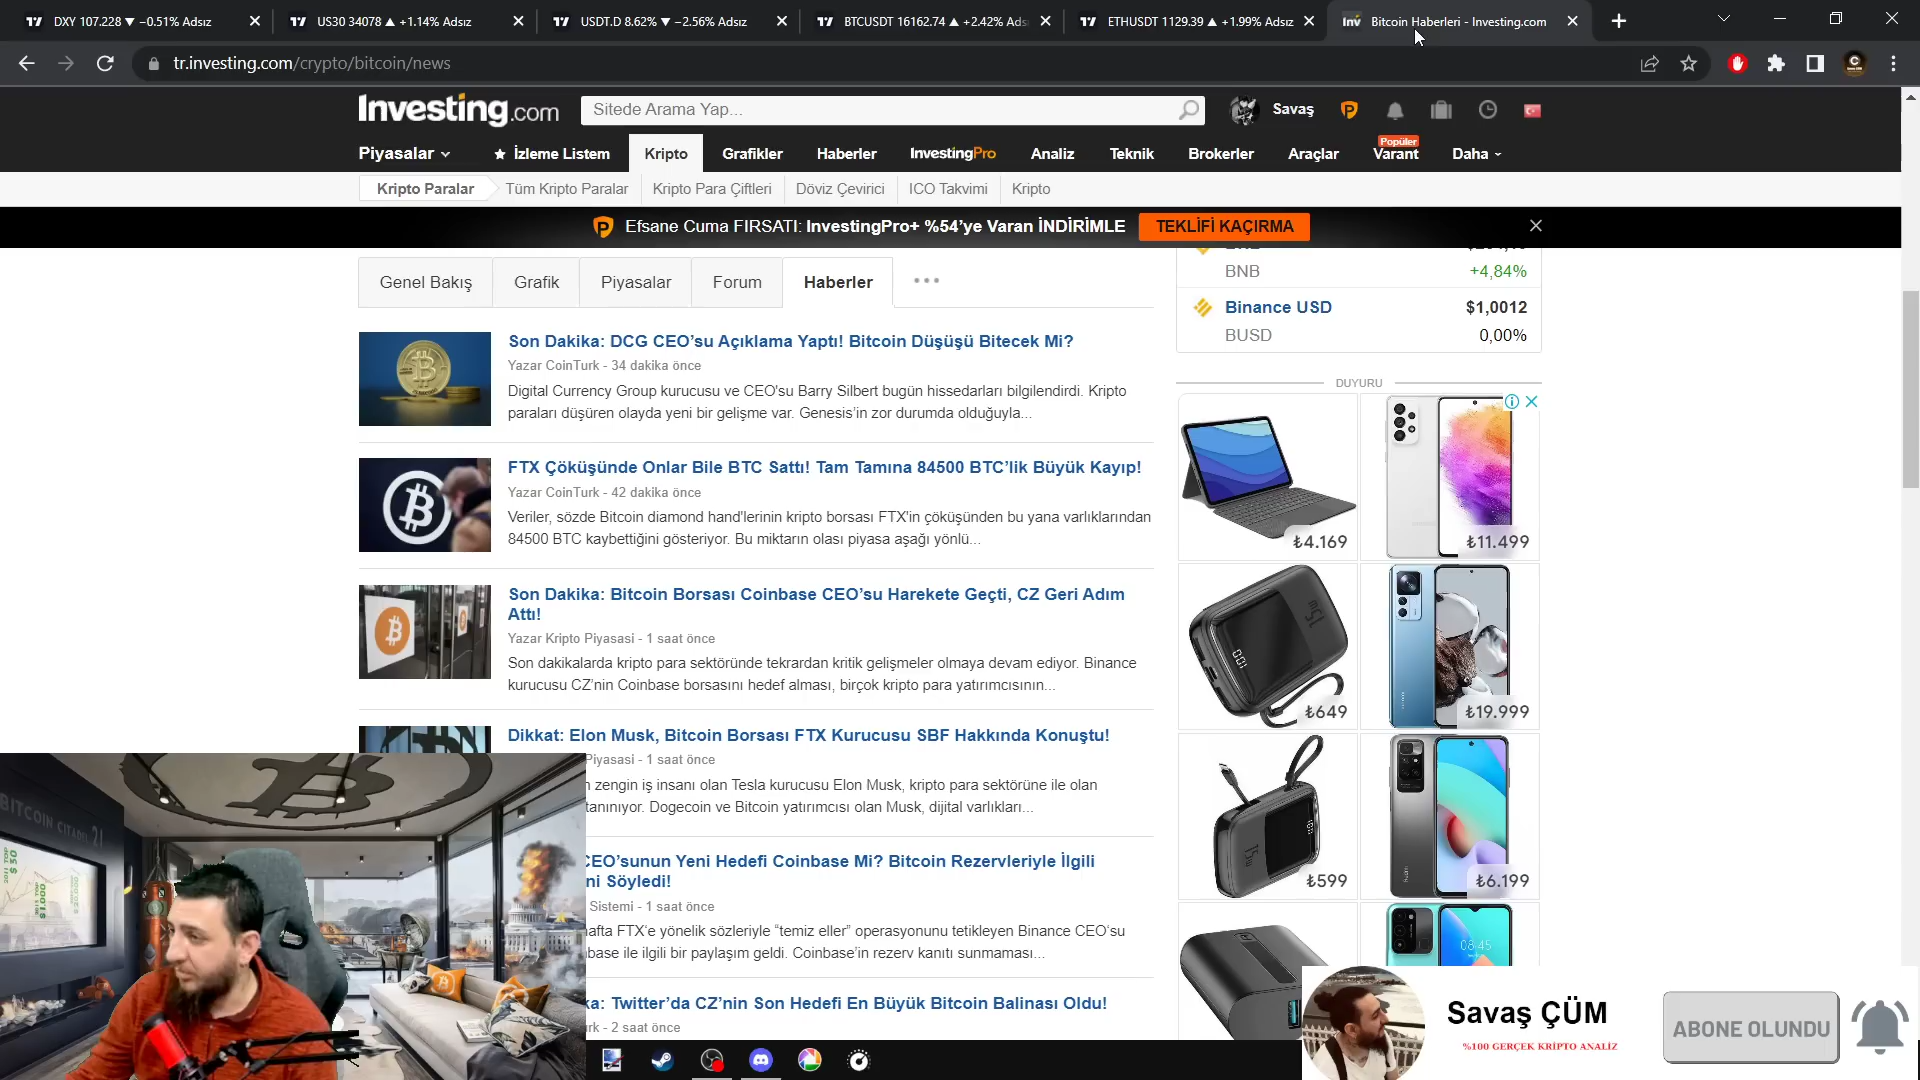 DXY 107.228 ▼ −0.51% Adsız
US30 34078 ▲ +1.14% Adsız
USDT.D 8.62% ▼ −2.56% Adsız
BTCUSDT 16162.74 ▲ +2.42% Ads
ETHUSDT 1129.39 ▲ +1.99% Adsız
Bitcoin Haberleri - Investing.com
tr.investing.com/crypto/bitcoin/news
Investing.com
Sitede Arama Yap...
Savaş
Piyasalar
İzleme Listem
Kripto
Grafikler
Haberler
InvestingPro
Analiz
Teknik
Brokerler
Araçlar
Popüler
Varant
Daha
Kripto Paralar
Tüm Kripto Paralar
Kripto Para Çiftleri
Döviz Çevirici
ICO Takvimi
Kripto
Efsane Cuma FIRSATI: InvestingPro+ %54’ye Varan İNDİRİMLE
TEKLİFİ KAÇIRMA
Genel Bakış
Grafik
Piyasalar
Forum
Haberler
BNB
+4,84%
Binance USD
$1,0012
BUSD
0,00%
DUYURU
Son Dakika: DCG CEO’su Açıklama Yaptı! Bitcoin Düşüşü Bitecek Mi?
Yazar CoinTurk - 34 dakika önce
Digital Currency Group kurucusu ve CEO'su Barry Silbert bugün hissedarları bilgilendirdi. Kripto
paraları düşüren olayda yeni bir gelişme var. Genesis’in zor durumda olduğuyla...
FTX Çöküşünde Onlar Bile BTC Sattı! Tam Tamına 84500 BTC’lik Büyük Kayıp!
Yazar CoinTurk - 42 dakika önce
Veriler, sözde Bitcoin diamond hand'lerinin kripto borsası FTX'in çöküşünden bu yana varlıklarından
84500 BTC kaybettiğini gösteriyor. Bu miktarın olası piyasa aşağı yönlü...
Son Dakika: Bitcoin Borsası Coinbase CEO’su Harekete Geçti, CZ Geri Adım
Attı!
Yazar Kripto Piyasasi - 1 saat önce
Son dakikalarda kripto para sektöründe tekrardan kritik gelişmeler olmaya devam ediyor. Binance
kurucusu CZ’nin Coinbase borsasını hedef alması, birçok kripto para yatırımcısının...
Dikkat: Elon Musk, Bitcoin Borsası FTX Kurucusu SBF Hakkında Konuştu!
Piyasasi - 1 saat önce
zengin iş insanı olan Tesla kurucusu Elon Musk, kripto para sektörüne ile olan
tanınıyor. Dogecoin ve Bitcoin yatırımcısı olan Musk, dijital varlıkları...
CEO’sunun Yeni Hedefi Coinbase Mi? Bitcoin Rezervleriyle İlgili
ni Söyledi!
Sistemi - 1 saat önce
hafta FTX’e yönelik sözleriyle “temiz eller” operasyonunu tetikleyen Binance CEO’su
base ile ilgili bir paylaşım geldi. Coinbase’in rezerv kanıtı sunmaması...
ka: Twitter’da CZ’nin Son Hedefi En Büyük Bitcoin Balinası Oldu!
rk - 2 saat önce
₺4.169
₺11.499
₺649
₺19.999
₺599
₺6.199
08:45
BITCOIN CITADEL 21
Savaş ÇÜM
%100 GERÇEK KRİPTO ANALİZ
ABONE OLUNDU